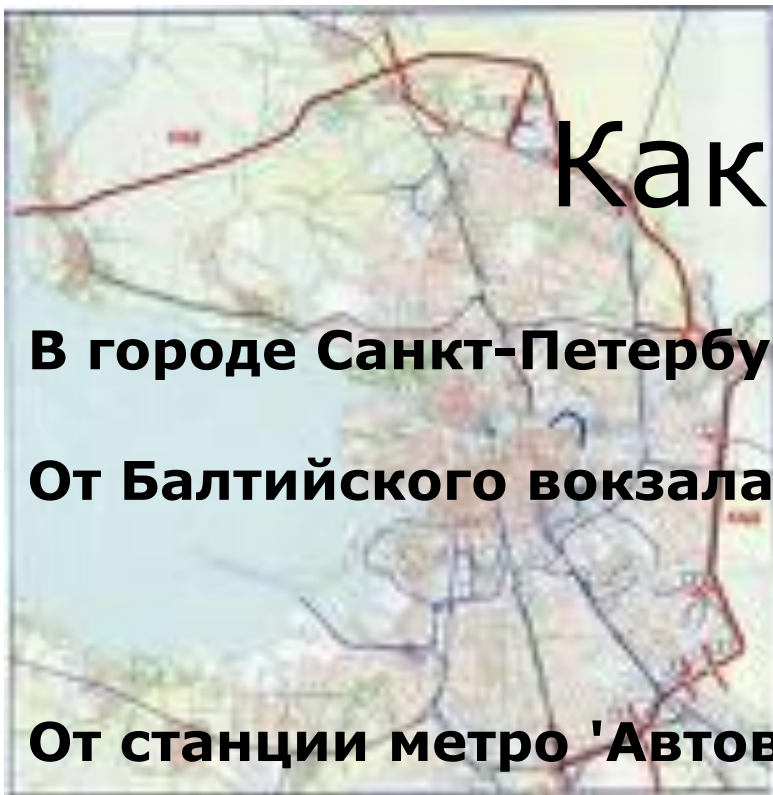 Как
В городе Санкт-Петербу
От Балтийского вокзала
От станции метро 'Автов